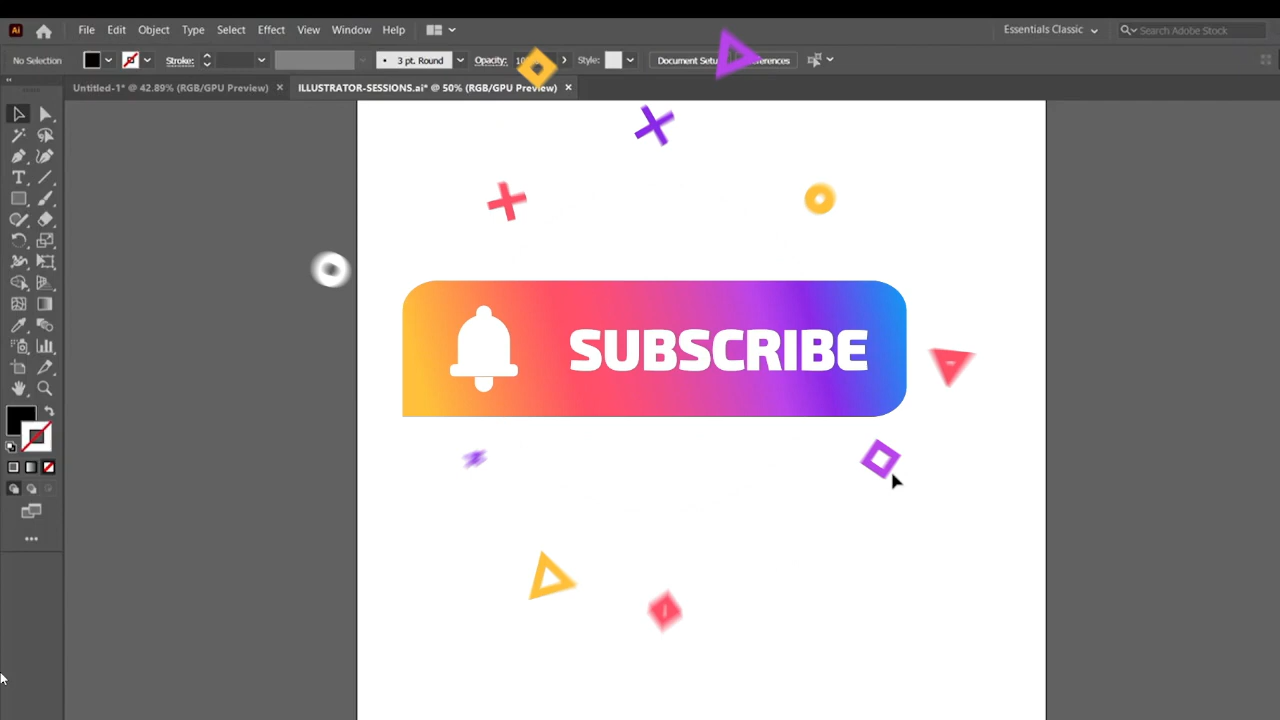 Ai File Edit Object Type Select Effect View Window Help Essentials Classic Search Adobe Stock
No Selection Stroke: 3 pt. Round Opacity: Style: Document Setup
Untitled-1* @ 42.89% (RGB/GPU Preview) × ILLUSTRATOR-SESSIONS.ai* @ 50% (RGB/GPU Preview) ×
SUBSCRIBE